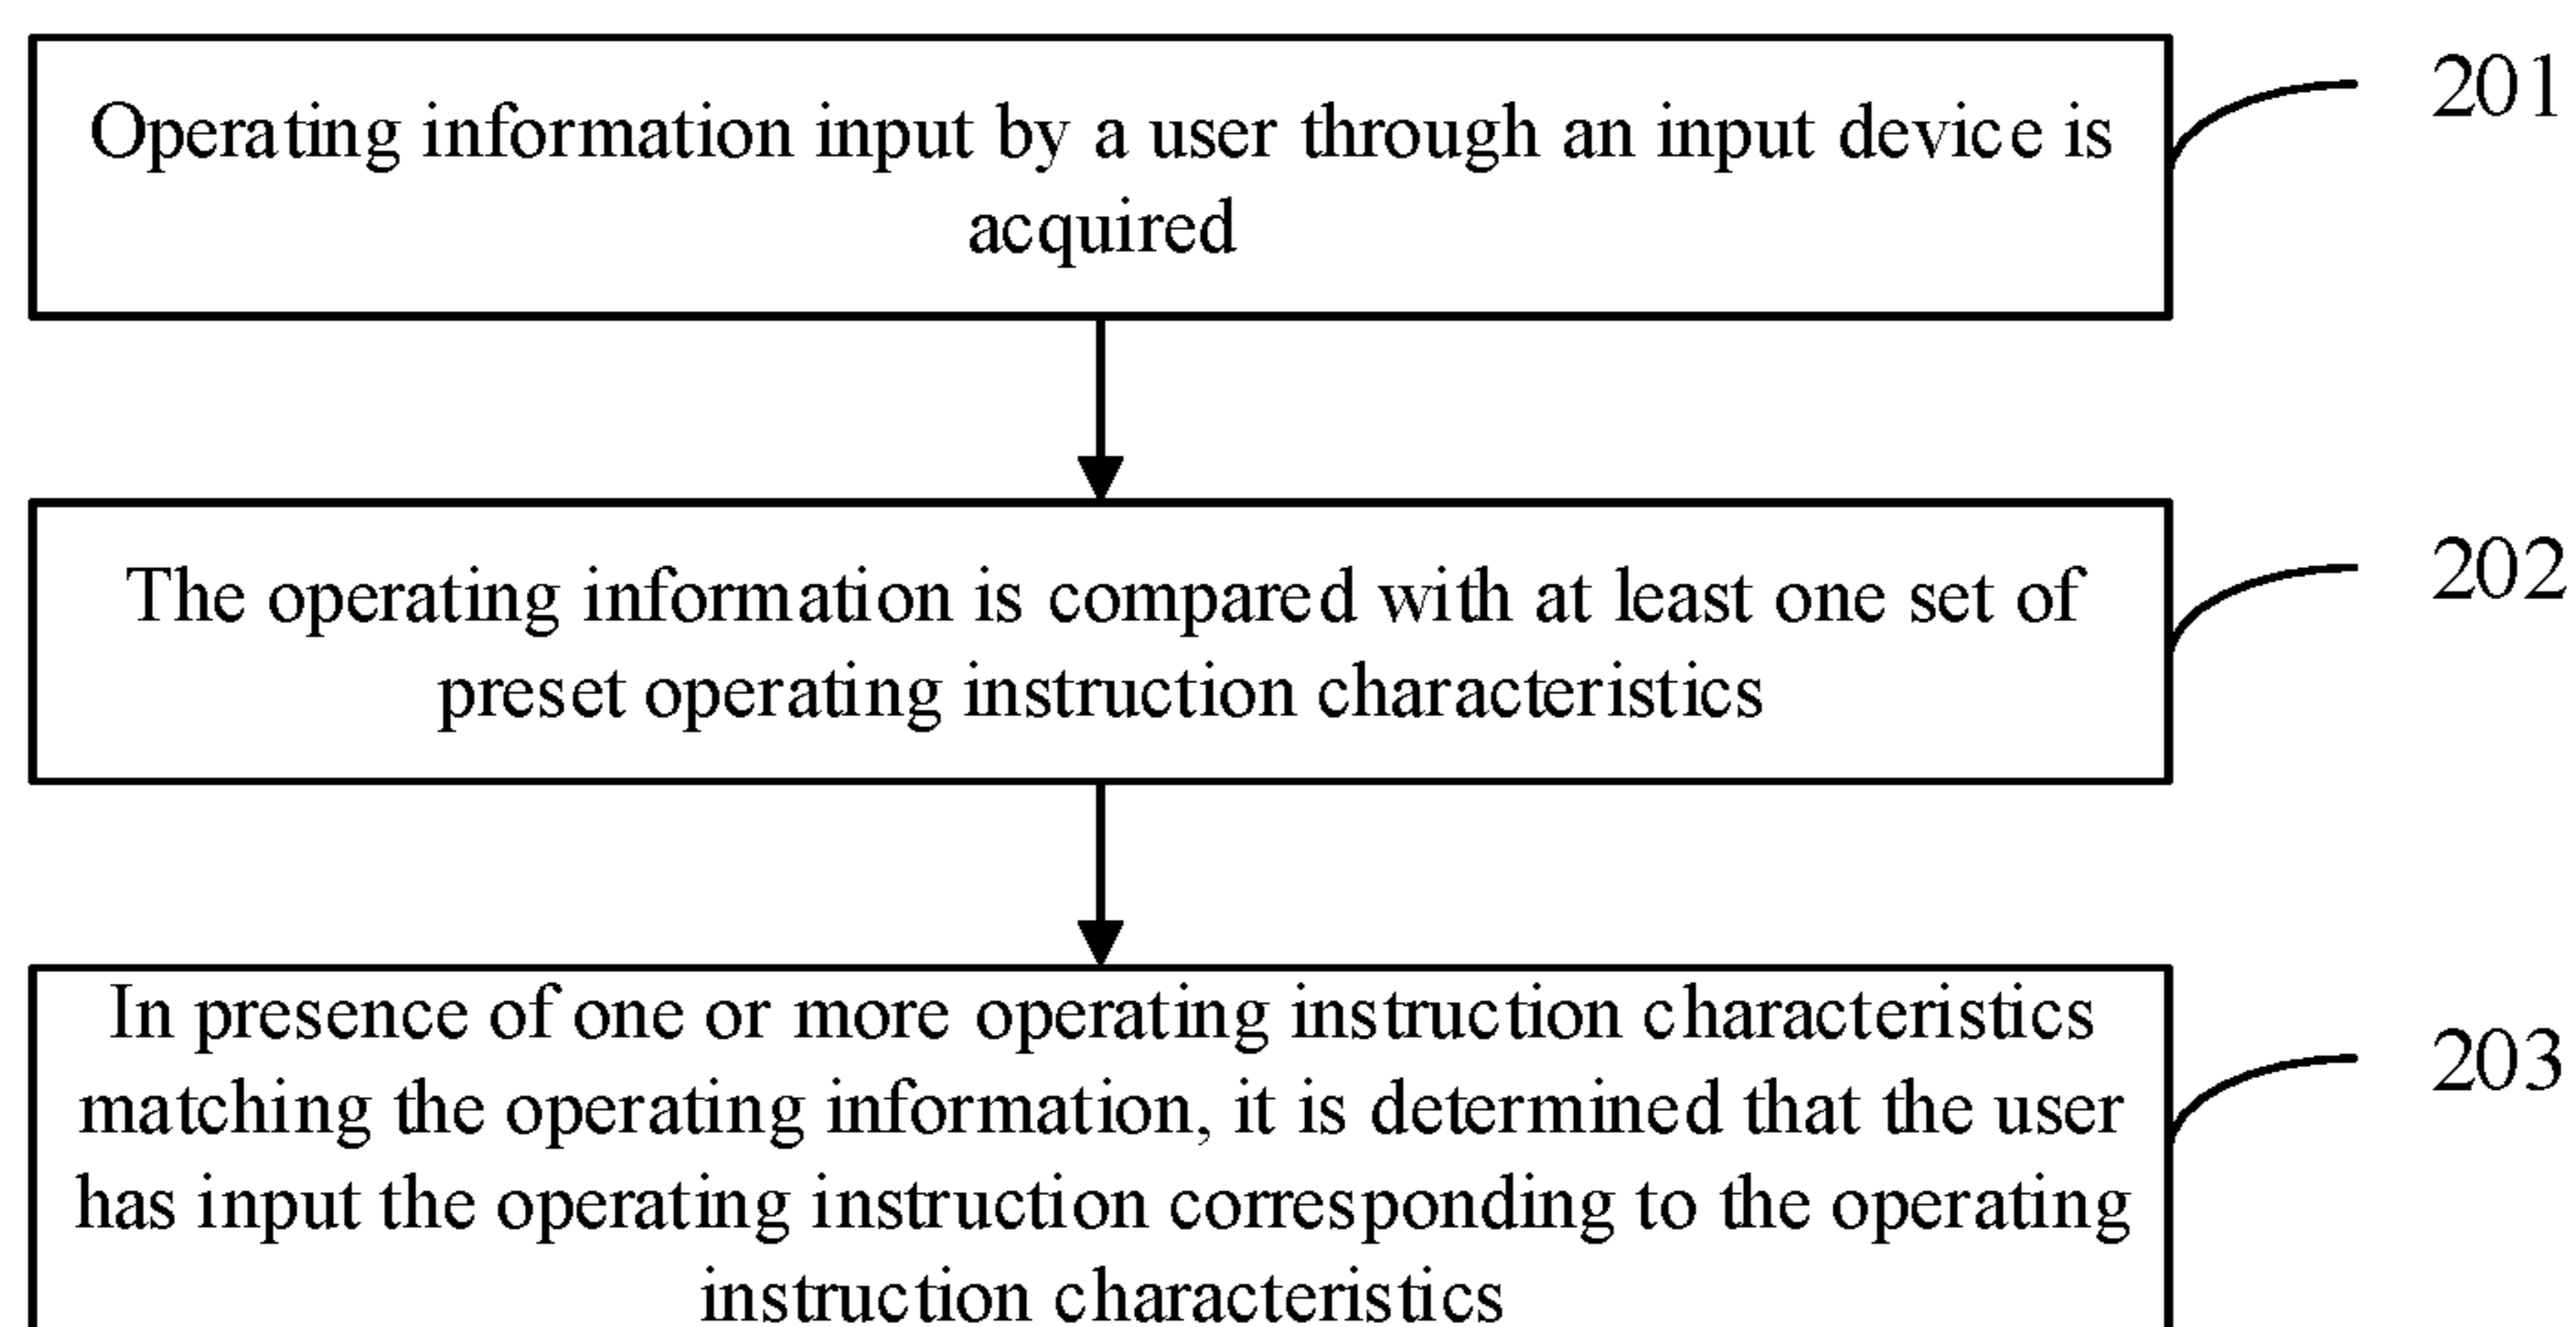 Operating information input by a user through an input device is
acquired
201
The operating information is compared with at least one set of
preset operating instruction characteristics
202
In presence of one or more operating instruction characteristics
matching the operating information, it is determined that the user
has input the operating instruction corresponding to the operating
instruction characteristics
203